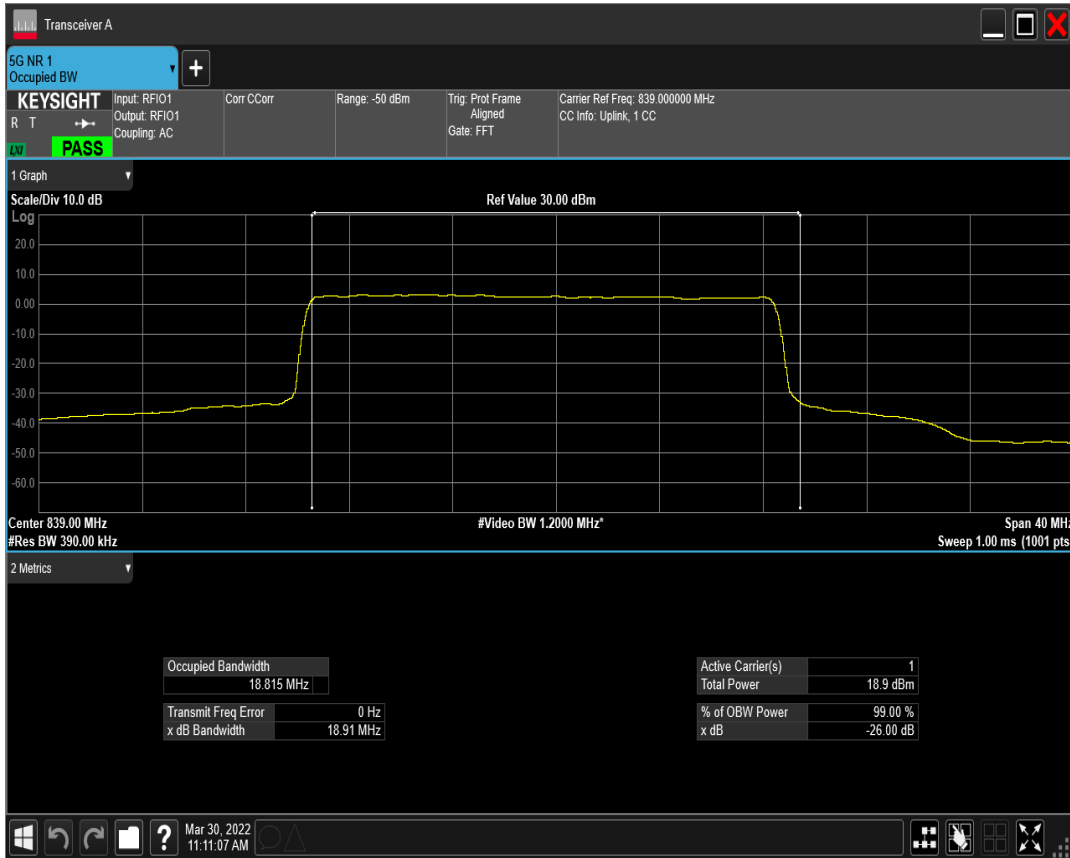 Transceiver A
5G NR 1
Occupied BW
KEYSIGHT
R T
LXI
PASS
Input: RFIO1
Output: RFIO1
Coupling: AC
Corr CCorr
Range: -50 dBm
Trig: Prot Frame
Aligned
Gate: FFT
Carrier Ref Freq: 839.000000 MHz
CC Info: Uplink, 1 CC
1 Graph
Scale/Div 10.0 dB
Ref Value 30.00 dBm
Log
20.0
10.0
0.00
-10.0
-20.0
-30.0
-40.0
-50.0
-60.0
Center 839.00 MHz
#Video BW 1.2000 MHz*
Span 40 MHz
#Res BW 390.00 kHz
Sweep 1.00 ms (1001 pts
2 Metrics
Occupied Bandwidth
18.815 MHz
Transmit Freq Error 0 Hz
x dB Bandwidth 18.91 MHz
Active Carrier(s) 1
Total Power 18.9 dBm
% of OBW Power 99.00 %
x dB -26.00 dB
?
Mar 30, 2022
11:11:07 AM